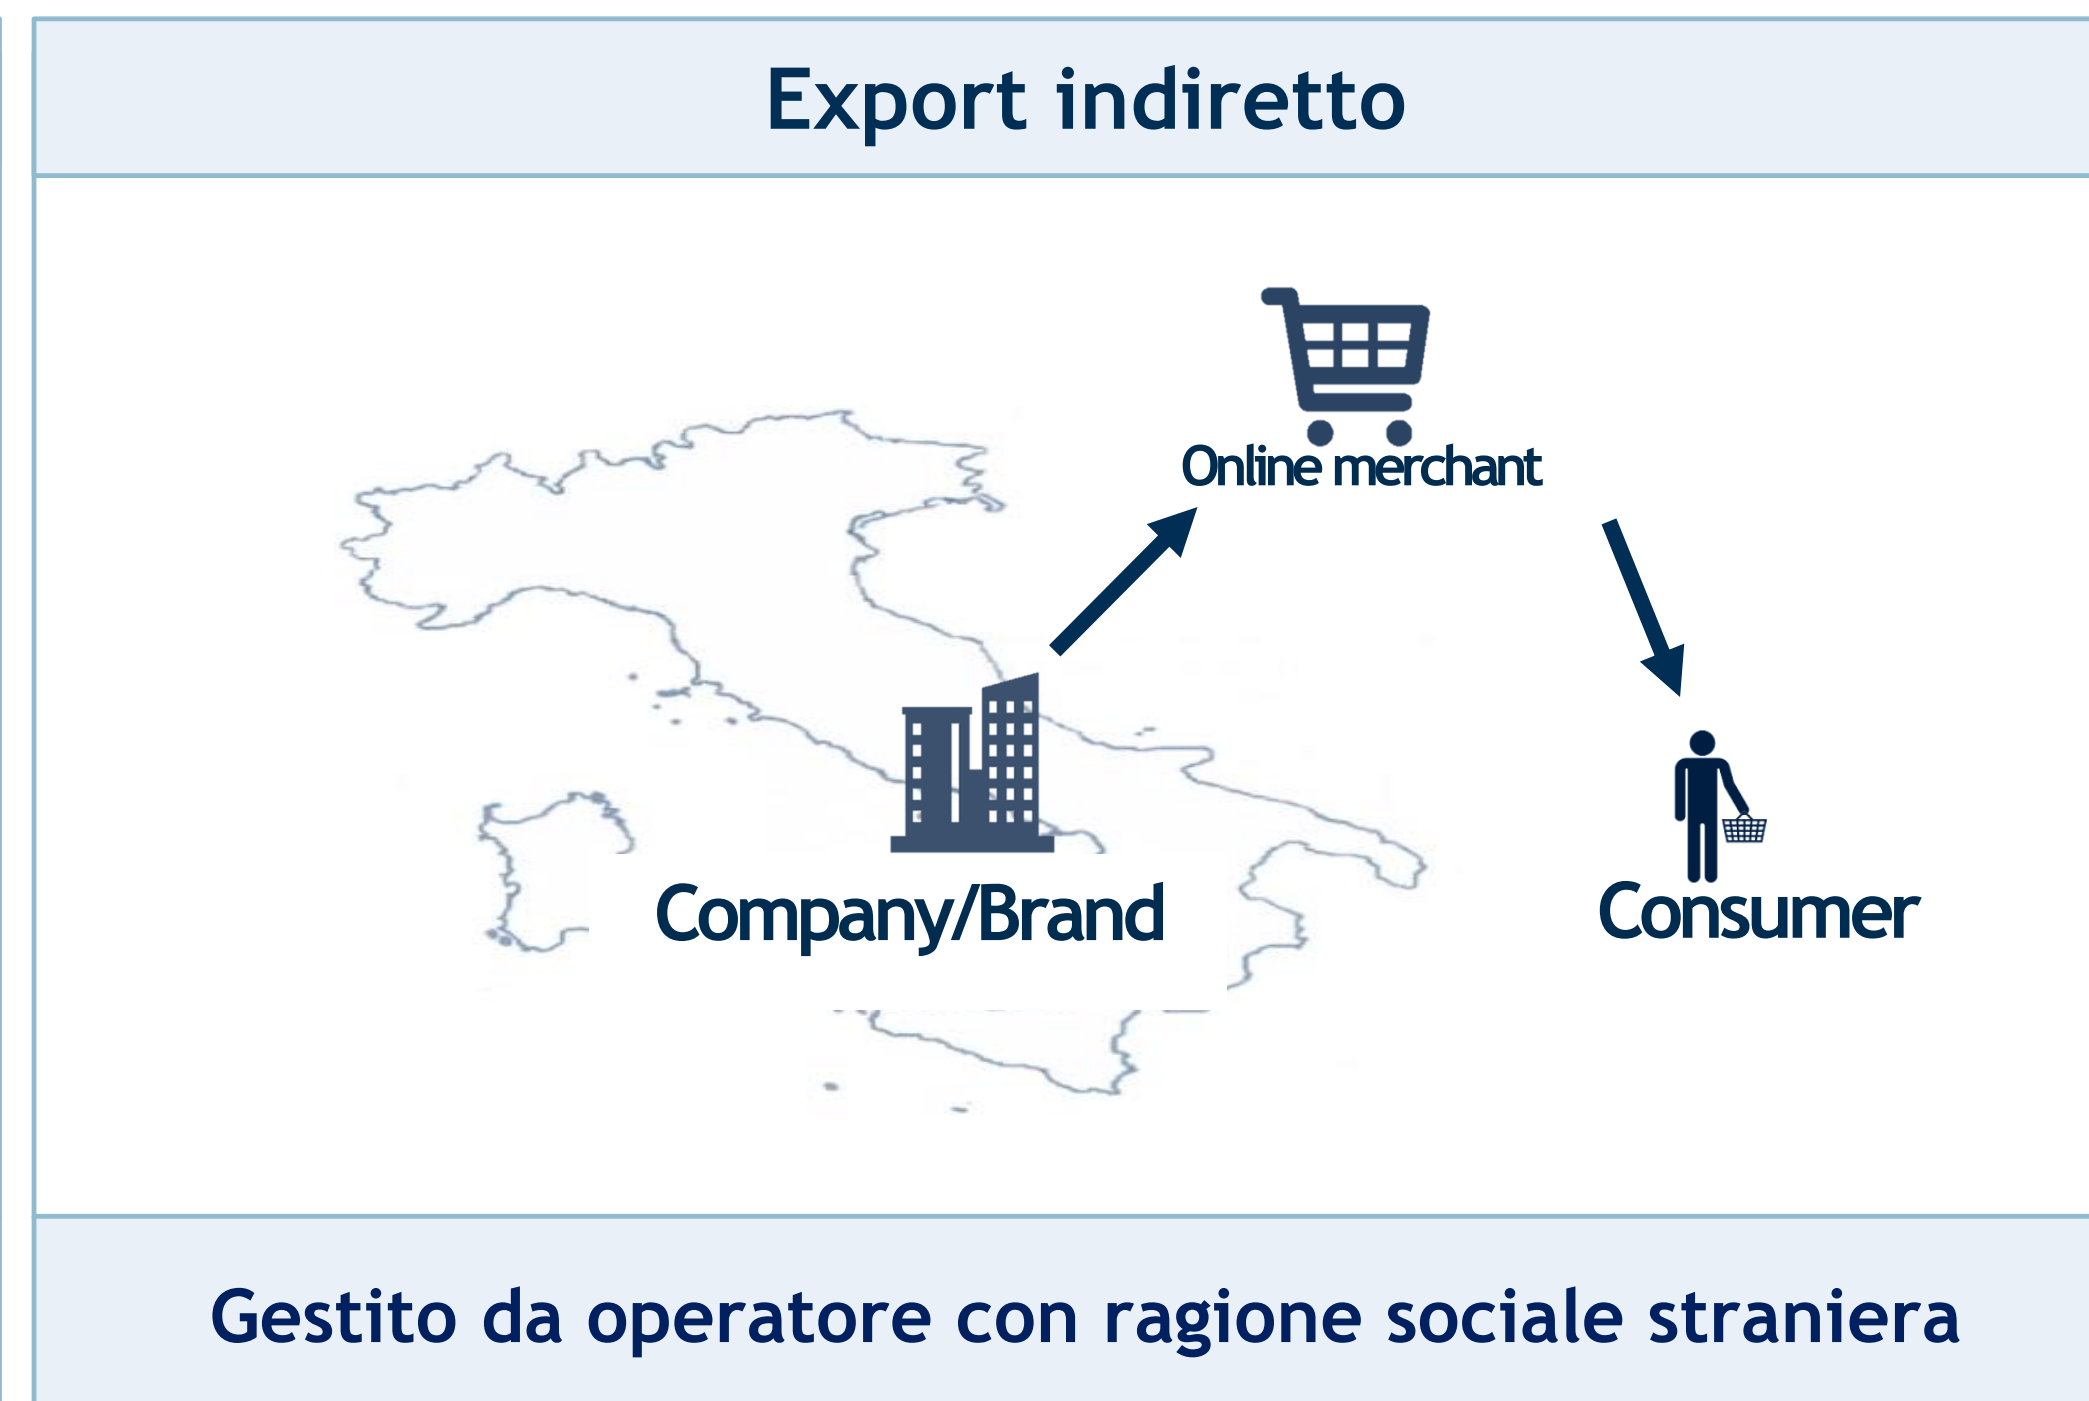 Export indiretto
Online merchant
Company/Brand
Consumer
Gestito da operatore con ragione sociale straniera